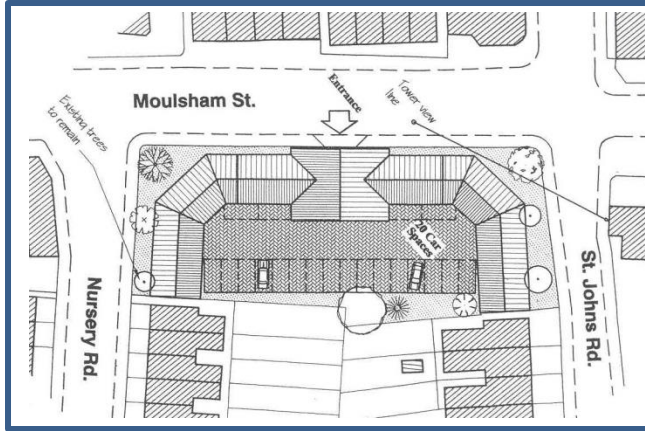 Moulsham St.
Entrance
Tower view
line
Existing trees
to remain
20 Car
Spaces
Nursery Rd.
St. Johns Rd.